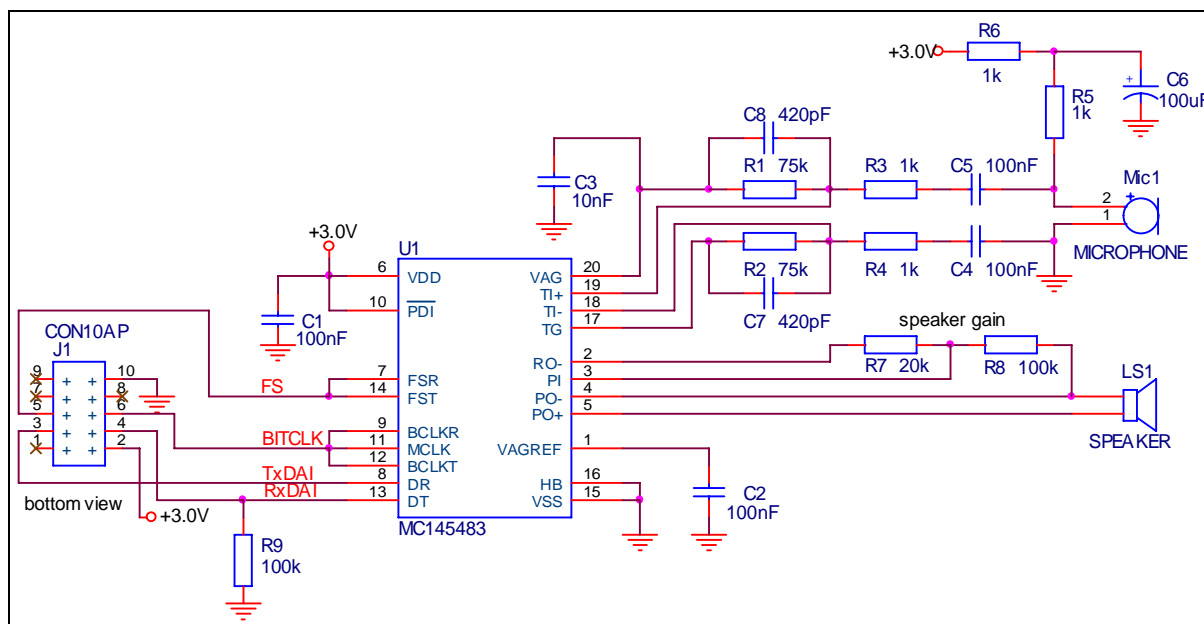 R6
+3.0V
1k
C6
100uF
+
R5
1k
C8 420pF
R1 75k
R3 1k
C5 100nF
C3
10nF
Mic1
2
+
1
MICROPHONE
R2 75k
R4 1k
C4 100nF
C7 420pF
+3.0V
U1
6 VDD
10 PDI
C1
100nF
VAG 20
TI+ 19
TI- 18
TG 17
speaker gain
CON10AP
J1
RO- 2
PI 3
PO- 4
PO+ 5
R7 20k
R8 100k
LS1
SPEAKER
9 + + 10
7 + + 8
5 + + 6
3 + + 4
1 + + 2
FS
7 FSR
14 FST
BITCLK
9 BCLKR
11 MCLK
12 BCLKT
TxDAI
8 DR
RxDAI
13 DT
VAGREF 1
HB 16
VSS 15
C2
100nF
bottom view
+3.0V
MC145483
R9
100k